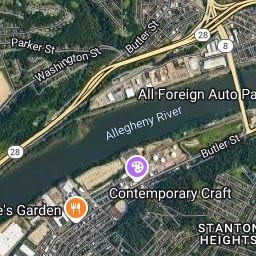 Parker St
Washington St
Butler St
28
8
All Foreign Auto Pa
Allegheny River
28
Butler St
Contemporary Craft
e's Garden
STANTON
HEIGHTS